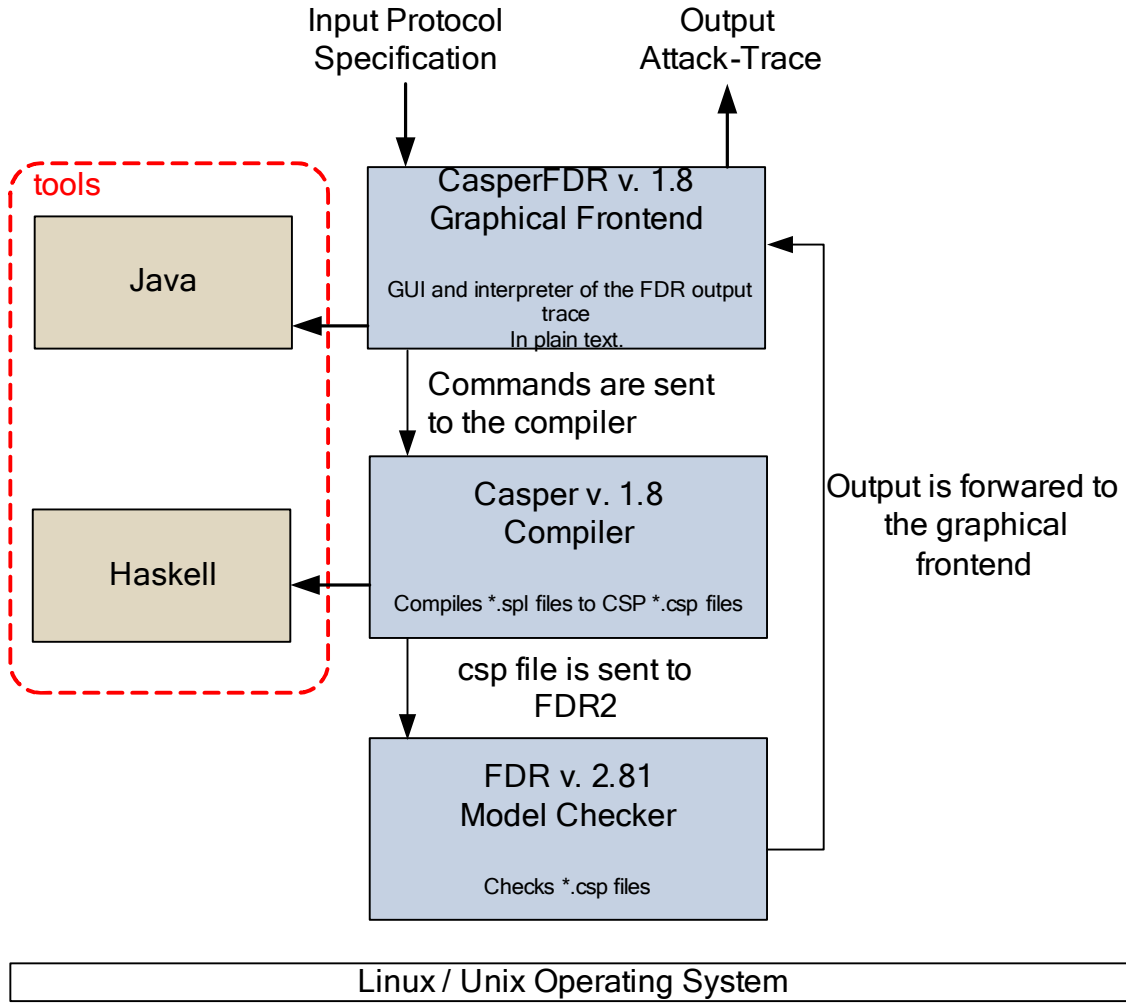 Input Protocol
Specification
Output
Attack-Trace
tools
CasperFDR v. 1.8
Graphical Frontend
GUI and interpreter of the FDR output
trace
In plain text.
Java
Commands are sent
to the compiler
Casper v. 1.8
Compiler
Compiles *.spl files to CSP *.csp files
Haskell
Output is forwared to
the graphical
frontend
csp file is sent to
FDR2
FDR v. 2.81
Model Checker
Checks *.csp files
Linux / Unix Operating System